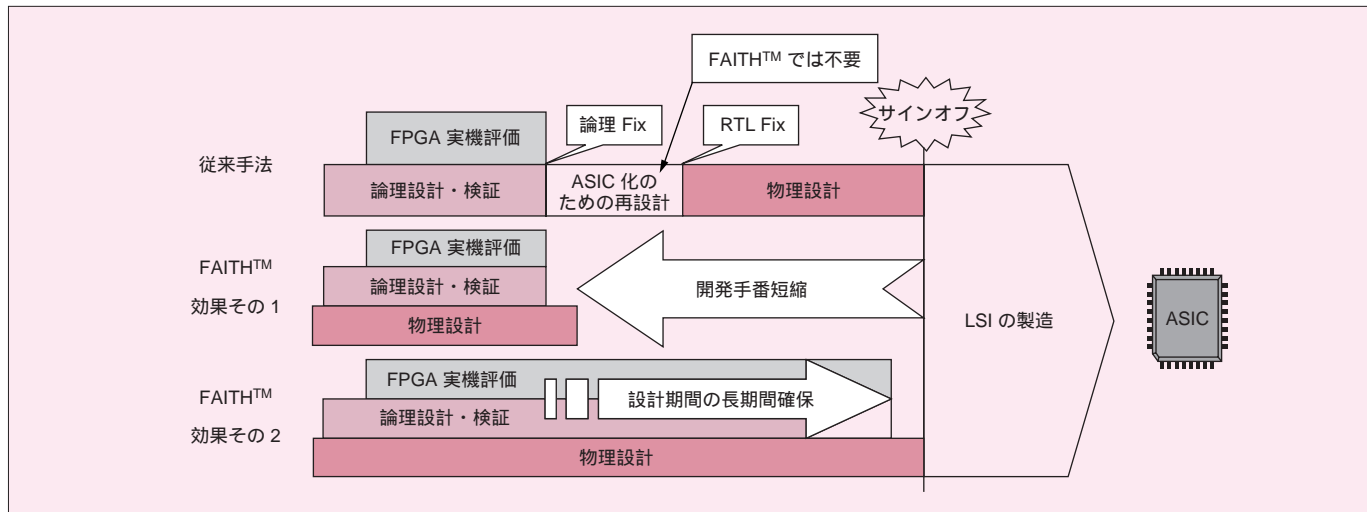 FAITH™ では不要
サインオフ
論理 Fix
RTL Fix
従来手法
FPGA 実機評価
論理設計・検証
ASIC 化の
ための再設計
物理設計
FAITH™
効果その 1
FPGA 実機評価
論理設計・検証
物理設計
開発手番短縮
LSI の製造
ASIC
FAITH™
効果その 2
FPGA 実機評価
論理設計・検証
設計期間の長期間確保
物理設計